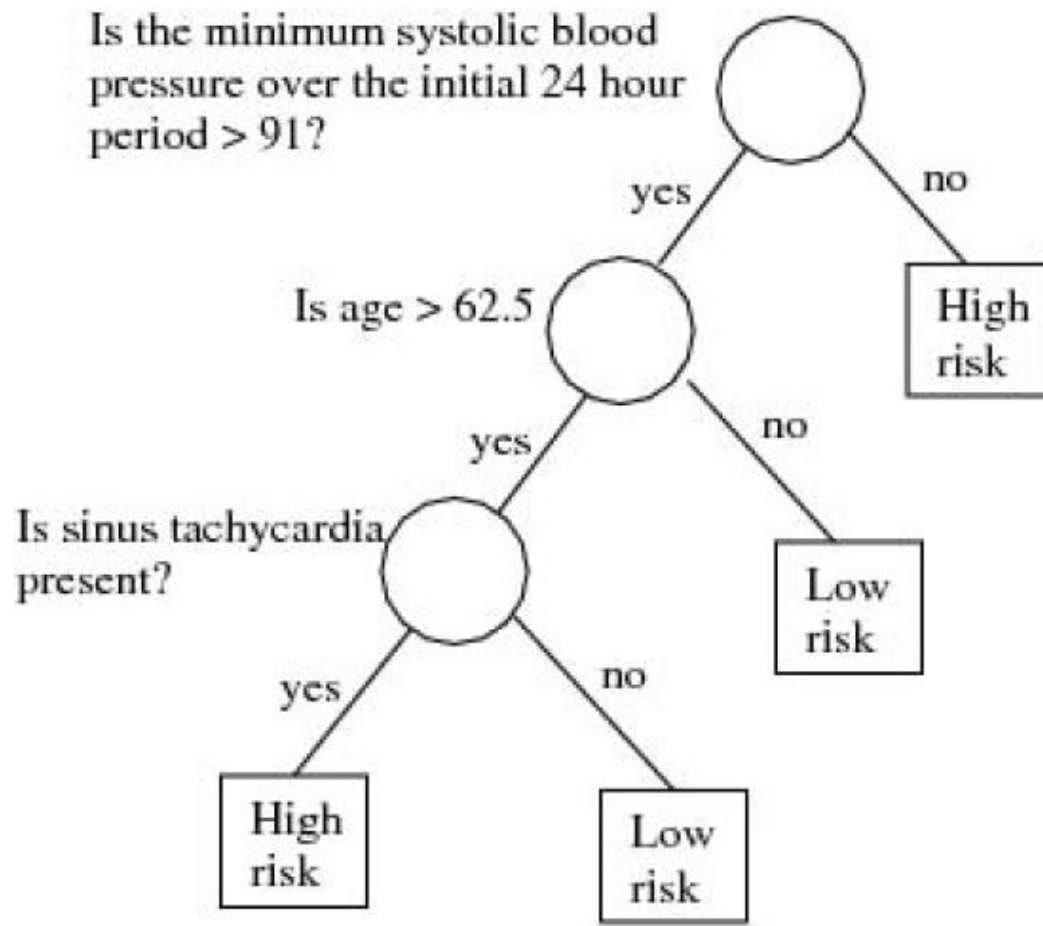 Is the minimum systolic blood
pressure over the initial 24 hour
period > 91?
yes
no
Is age > 62.5
High
risk
yes
no
Is sinus tachycardia
present?
Low
risk
yes
no
High
risk
Low
risk